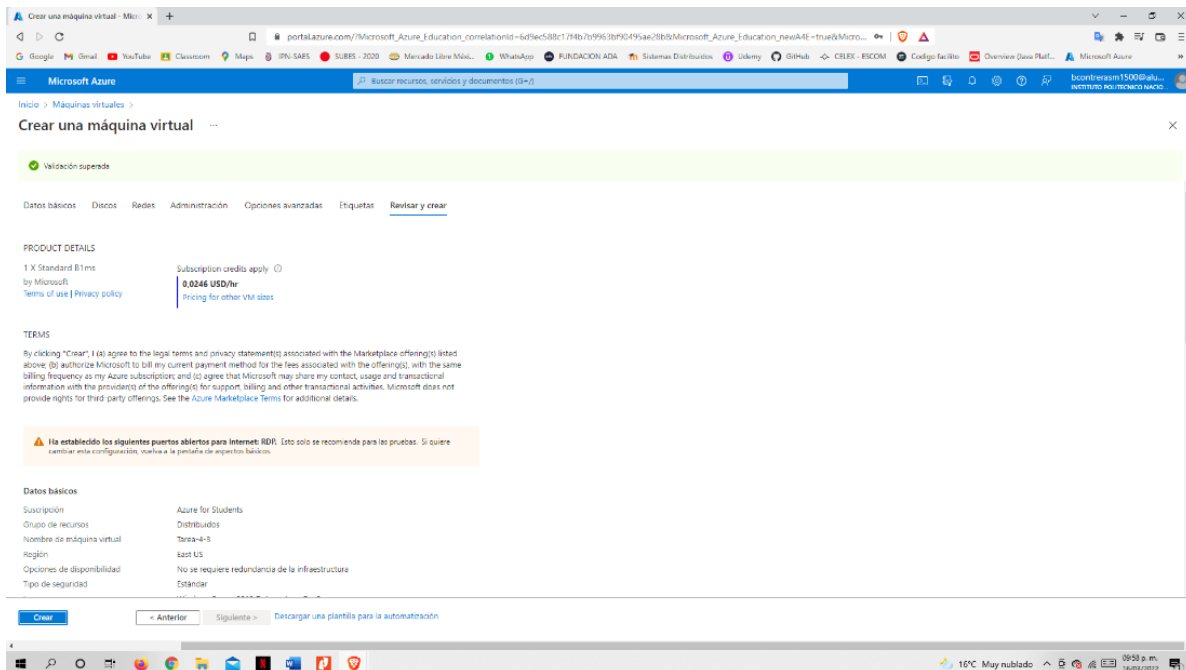 Crear una máquina virtual - Micro
portal.azure.com/?Microsoft_Azure_Education_correlationId=6d9ec588c17f4b7b9963bf90495ae28b&Microsoft_Azure_Education_newA4E=true&Micro...
Google Gmail YouTube Classroom Maps IPN-SAES SUBES - 2020 Mercado Libre Méxi... WhatsApp FUNDACION ADA Sistemas Distribuidos Udemy GitHub CELEX - ESCOM Codigo facilito Overview (Java Platf... Microsoft Azure »
Microsoft Azure
Buscar recursos, servicios y documentos (G+/)
bcontrerasm1500@alu...
INSTITUTO POLITECNICO NACIO...
Inicio > Máquinas virtuales >
Crear una máquina virtual ...
Validación superada
Datos básicos Discos Redes Administración Opciones avanzadas Etiquetas Revisar y crear
PRODUCT DETAILS
1 X Standard B1ms
by Microsoft
Terms of use | Privacy policy
Subscription credits apply
0,0246 USD/hr
Pricing for other VM sizes
TERMS
By clicking "Crear", I (a) agree to the legal terms and privacy statement(s) associated with the Marketplace offering(s) listed
above; (b) authorize Microsoft to bill my current payment method for the fees associated with the offering(s), with the same
billing frequency as my Azure subscription; and (c) agree that Microsoft may share my contact, usage and transactional
information with the provider(s) of the offering(s) for support, billing and other transactional activities. Microsoft does not
provide rights for third-party offerings. See the Azure Marketplace Terms for additional details.
Ha establecido los siguientes puertos abiertos para Internet: RDP. Esto solo se recomienda para las pruebas. Si quiere
cambiar esta configuración, vuelva a la pestaña de aspectos básicos.
Datos básicos
Suscripción Azure for Students
Grupo de recursos Distribuidos
Nombre de máquina virtual
Región East US
Opciones de disponibilidad No se requiere redundancia de la infraestructura
Tipo de seguridad Estándar
Crear < Anterior Siguiente > Descargar una plantilla para la automatización
16°C Muy nublado 09:53 p. m.